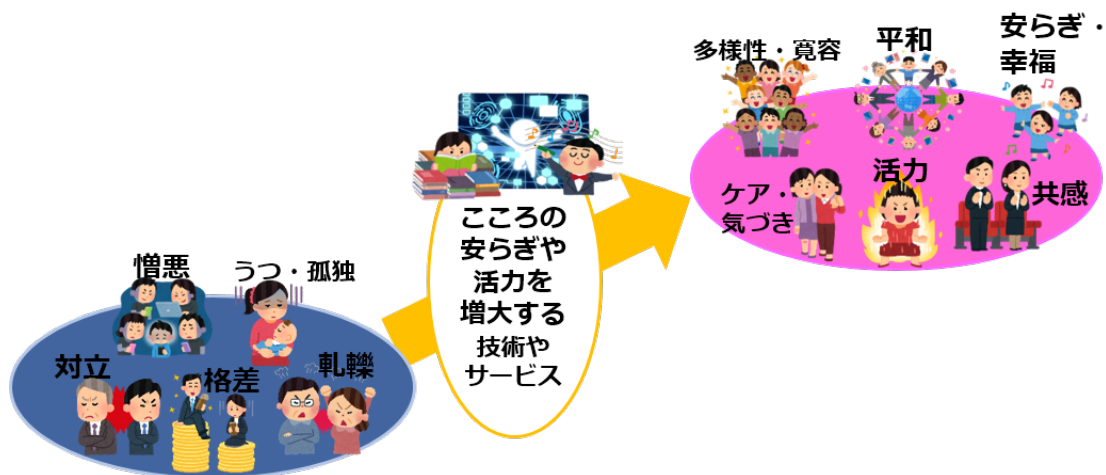 憎悪
うつ・孤独
対立
格差
軋轢
こころの
安らぎや
活力を
増大する
技術や
サービス
多様性・寛容
平和
安らぎ・
幸福
ケア・
気づき
活力
共感